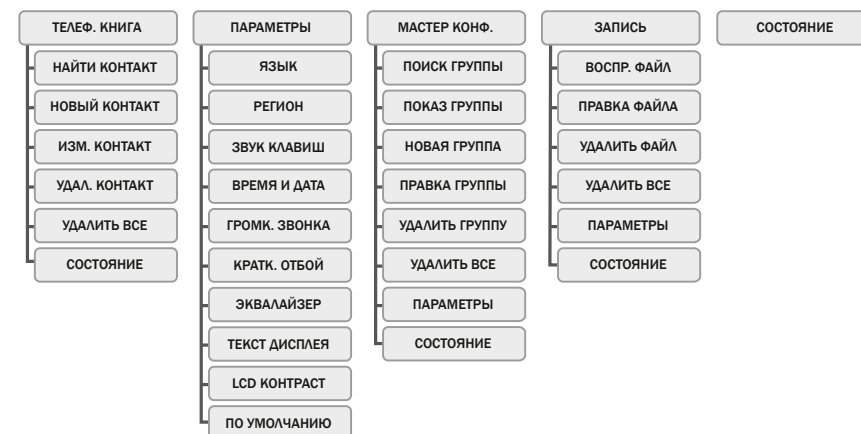 ТЕЛЕФ. КНИГА
НАЙТИ КОНТАКТ
НОВЫЙ КОНТАКТ
ИЗМ. КОНТАКТ
УДАЛ. КОНТАКТ
УДАЛИТЬ ВСЕ
СОСТОЯНИЕ
ПАРАМЕТРЫ
ЯЗЫК
РЕГИОН
ЗВУК КЛАВИШ
ВРЕМЯ И ДАТА
ГРОМК. ЗВОНКА
КРАТК. ОТБОЙ
ЭКВАЛАЙЗЕР
ТЕКСТ ДИСПЛЕЯ
LCD КОНТРАСТ
ПО УМОЛЧАНИЮ
МАСТЕР КОНФ.
ПОИСК ГРУППЫ
ПОКАЗ ГРУППЫ
НОВАЯ ГРУППА
ПРАВКА ГРУППЫ
УДАЛИТЬ ГРУППУ
УДАЛИТЬ ВСЕ
ПАРАМЕТРЫ
СОСТОЯНИЕ
ЗАПИСЬ
ВОСПР. ФАЙЛ
ПРАВКА ФАЙЛА
УДАЛИТЬ ФАЙЛ
УДАЛИТЬ ВСЕ
ПАРАМЕТРЫ
СОСТОЯНИЕ
СОСТОЯНИЕ